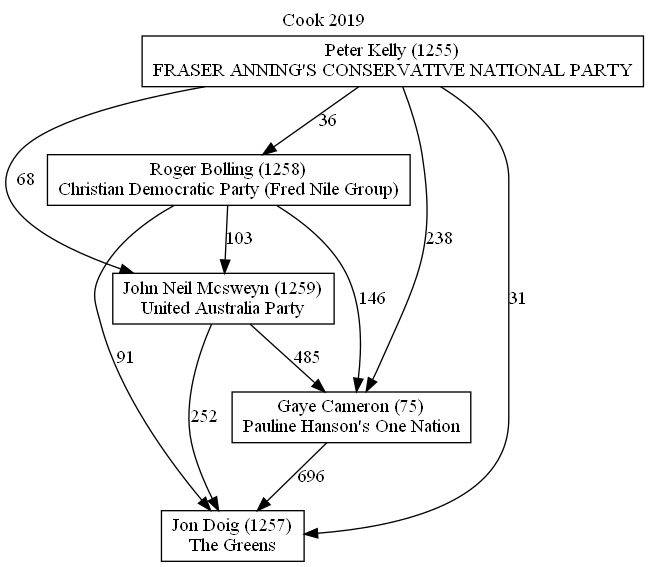 Cook 2019
Peter Kelly (1255)
FRASER ANNING'S CONSERVATIVE NATIONAL PARTY
36
Roger Bolling (1258)
Christian Democratic Party (Fred Nile Group)
68
103
238
John Neil Mcsweyn (1259)
United Australia Party
146
31
91
485
252
Gaye Cameron (75)
Pauline Hanson's One Nation
696
Jon Doig (1257)
The Greens